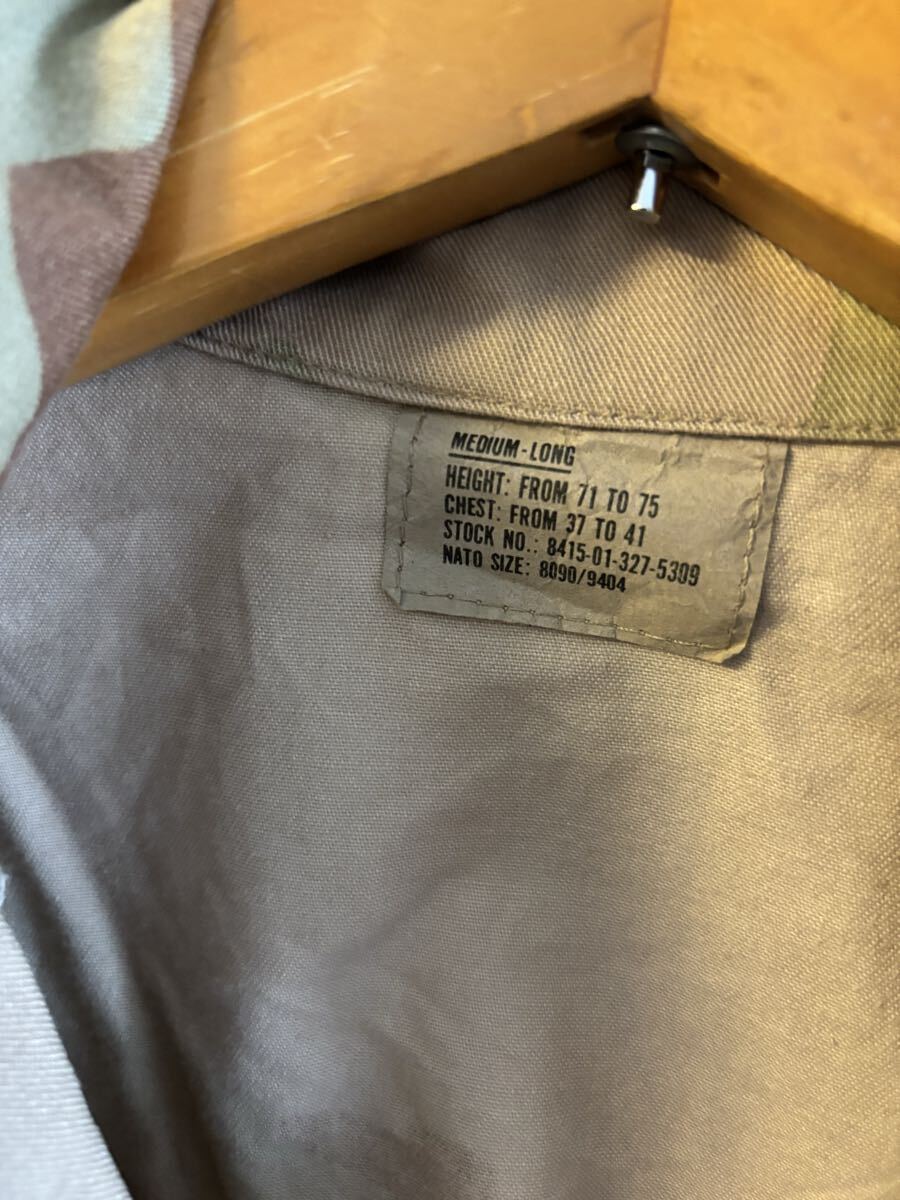 MEDIUM-LONG
HEIGHT: FROM 71 TO 75
CHEST: FROM 37 TO 41
STOCK NO.: 8415-01-327-5309
NATO SIZE: 8090/9404